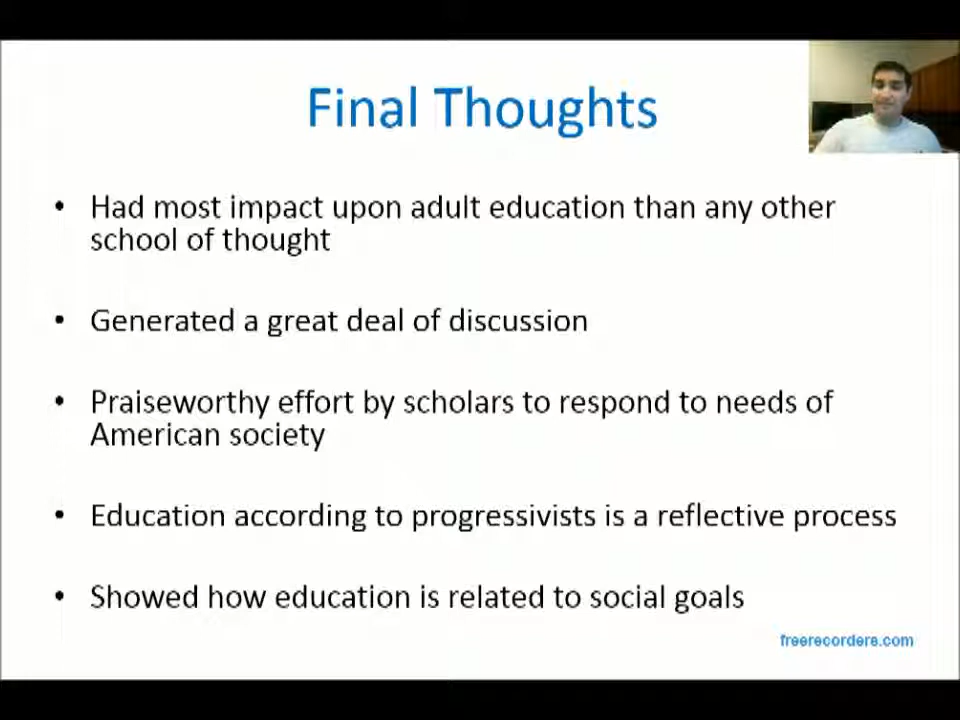 Final Thoughts
• Had most impact upon adult education than any other
school of thought
• Generated a great deal of discussion
• Praiseworthy effort by scholars to respond to needs of
American society
• Education according to progressivists is a reflective process
• Showed how education is related to social goals
freerecorders.com